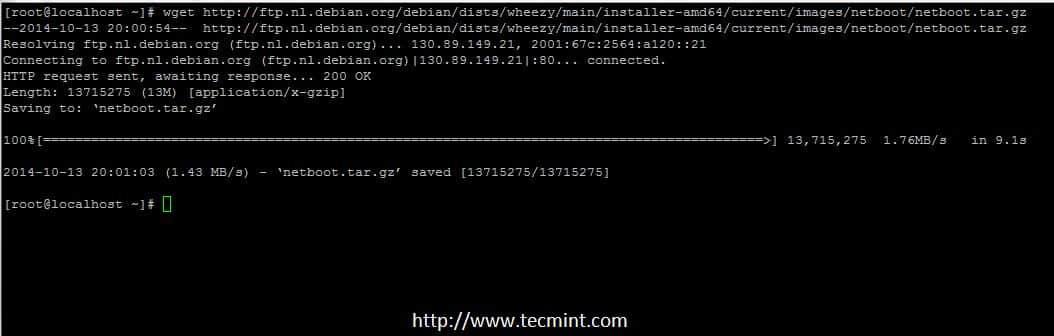 [root@localhost ~]# wget http://ftp.nl.debian.org/debian/dists/wheezy/main/installer-amd64/current/images/netboot/netboot.tar.gz
--2014-10-13 20:00:54--  http://ftp.nl.debian.org/debian/dists/wheezy/main/installer-amd64/current/images/netboot/netboot.tar.gz
Resolving ftp.nl.debian.org (ftp.nl.debian.org)... 130.89.149.21, 2001:67c:2564:a120::21
Connecting to ftp.nl.debian.org (ftp.nl.debian.org)|130.89.149.21|:80... connected.
HTTP request sent, awaiting response... 200 OK
Length: 13715275 (13M) [application/x-gzip]
Saving to: ‘netboot.tar.gz’
100%[==========================================================================================>] 13,715,275  1.76MB/s   in 9.1s
2014-10-13 20:01:03 (1.43 MB/s) - ‘netboot.tar.gz’ saved [13715275/13715275]
[root@localhost ~]#
http://www.tecmint.com